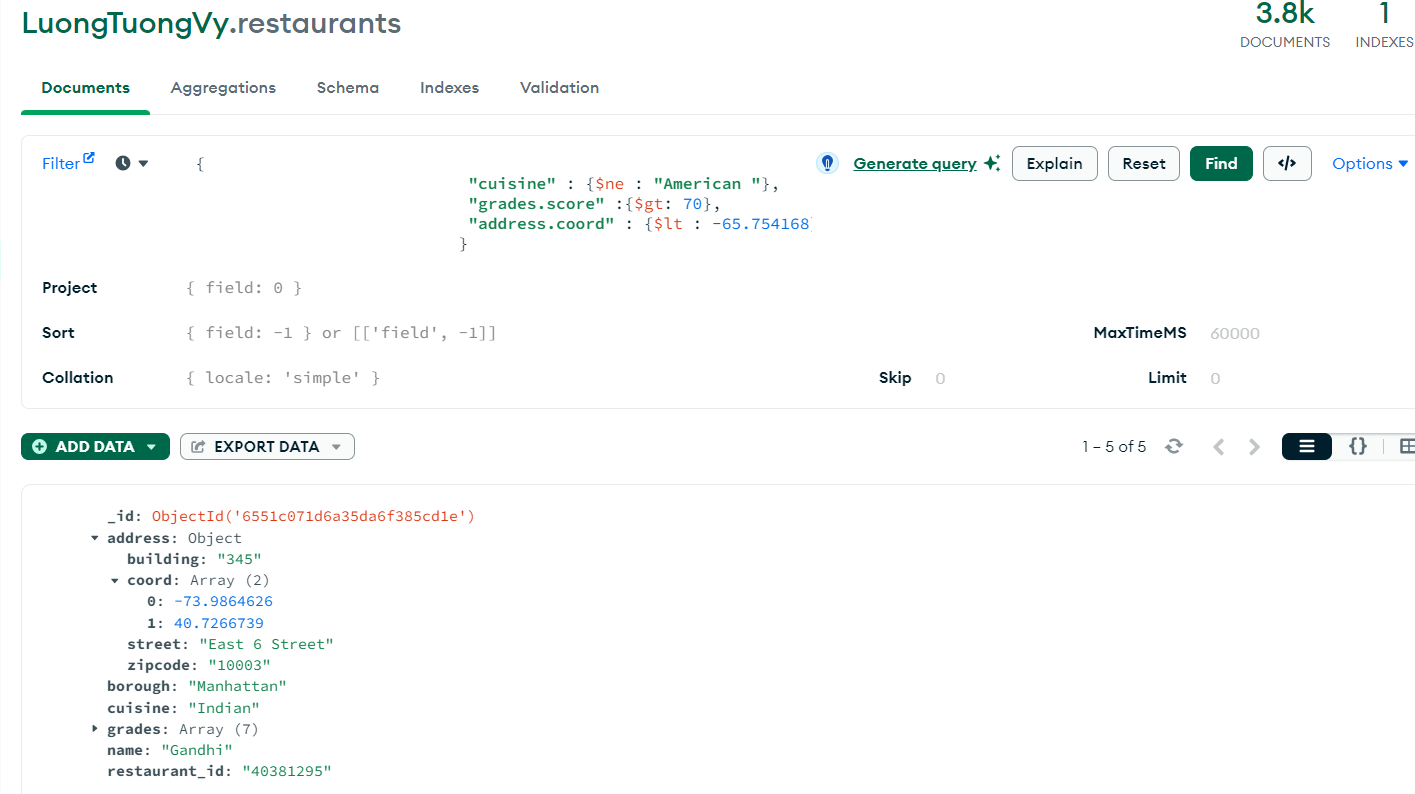 LuongTuongVy.restaurants
3.8k
DOCUMENTS
1
INDEXES
Documents Aggregations Schema Indexes Validation
Filter { Generate query Explain Reset Find </> Options
"cuisine" : {$ne : "American "},
"grades.score" :{$gt: 70},
"address.coord" : {$lt : -65.754168
}
Project { field: 0 }
Sort { field: -1 } or [['field', -1]] MaxTimeMS 60000
Collation { locale: 'simple' } Skip 0 Limit 0
ADD DATA EXPORT DATA 1 – 5 of 5 {}
_id: ObjectId('6551c071d6a35da6f385cd1e')
address: Object
building: "345"
coord: Array (2)
0: -73.9864626
1: 40.7266739
street: "East 6 Street"
zipcode: "10003"
borough: "Manhattan"
cuisine: "Indian"
grades: Array (7)
name: "Gandhi"
restaurant_id: "40381295"